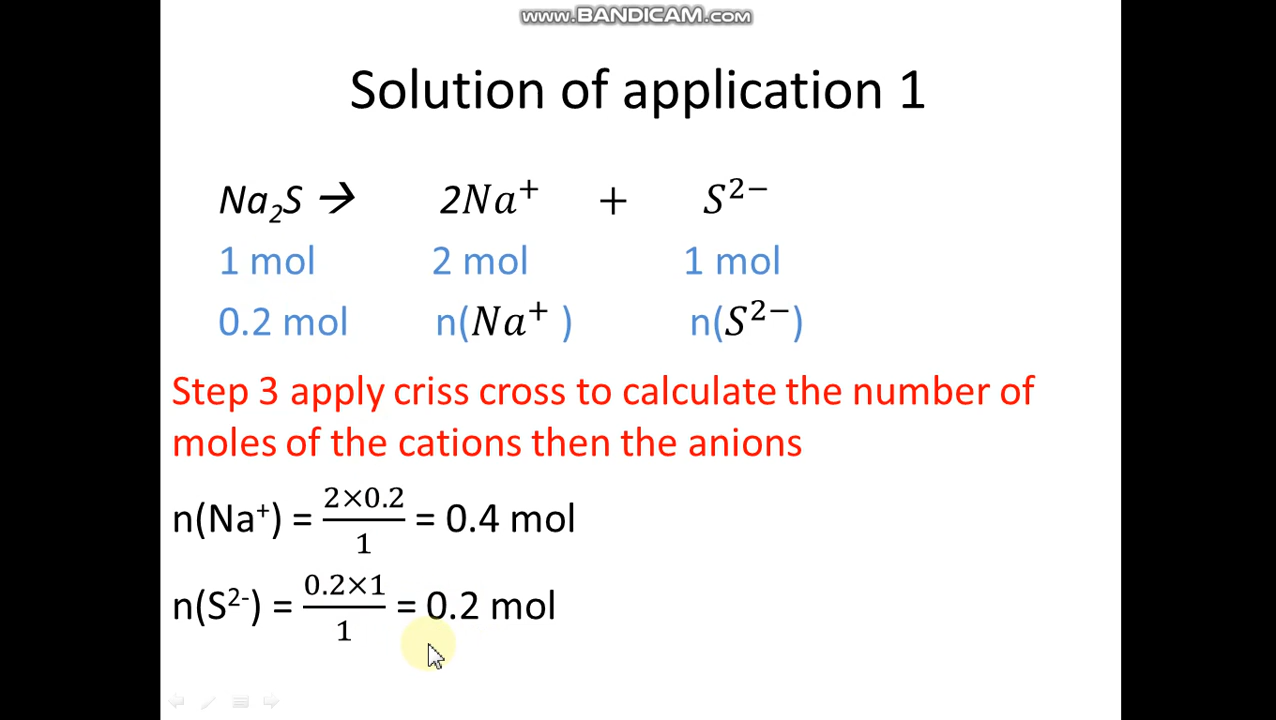 www.BANDICAM.com
Solution of application 1
Na₂S → 2Na⁺ + S²⁻
1 mol 2 mol 1 mol
0.2 mol n(Na⁺ ) n(S²⁻)
Step 3 apply criss cross to calculate the number of
moles of the cations then the anions
n(Na⁺) = 2×0.2/1 = 0.4 mol
n(S²⁻) = 0.2×1/1 = 0.2 mol